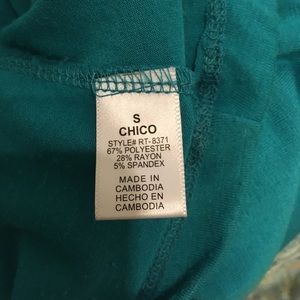 S
CHICO
STYLE# RT-8371
67% POLYESTER
28% RAYON
5% SPANDEX
MADE IN
CAMBODIA
HECHO EN
CAMBODIA